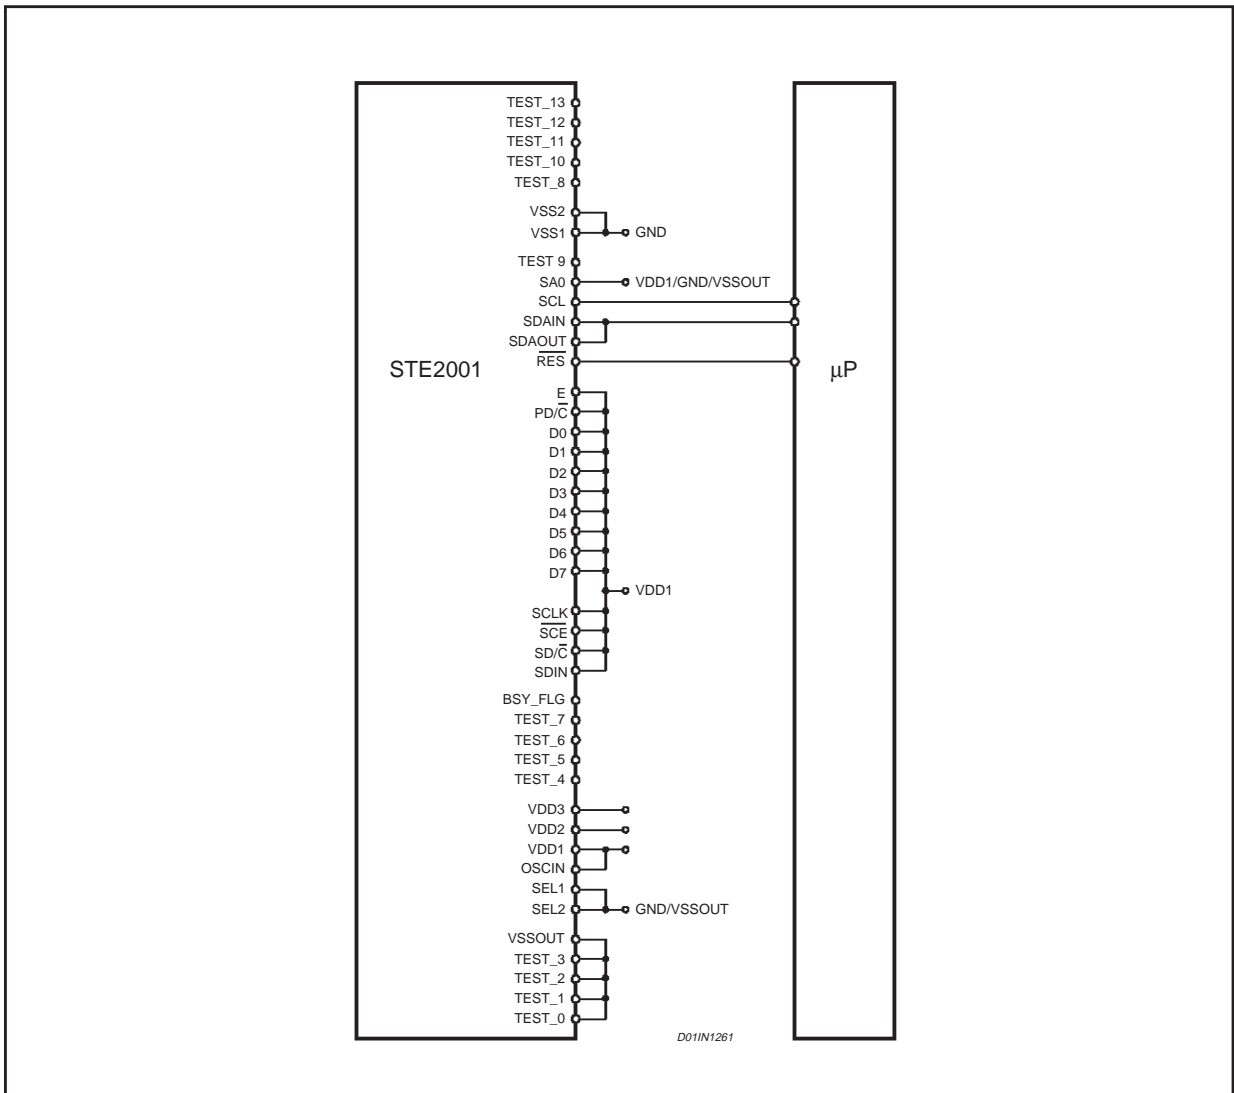 TEST_13
TEST_12
TEST_11
TEST_10
TEST_8
VSS2
VSS1
GND
TEST 9
SA0
VDD1/GND/VSSOUT
SCL
SDAIN
SDAOUT
RES
STE2001
µP
E
PD/C
D0
D1
D2
D3
D4
D5
D6
D7
VDD1
SCLK
SCE
SD/C
SDIN
BSY_FLG
TEST_7
TEST_6
TEST_5
TEST_4
VDD3
VDD2
VDD1
OSCIN
SEL1
SEL2
GND/VSSOUT
VSSOUT
TEST_3
TEST_2
TEST_1
TEST_0
D01IN1261